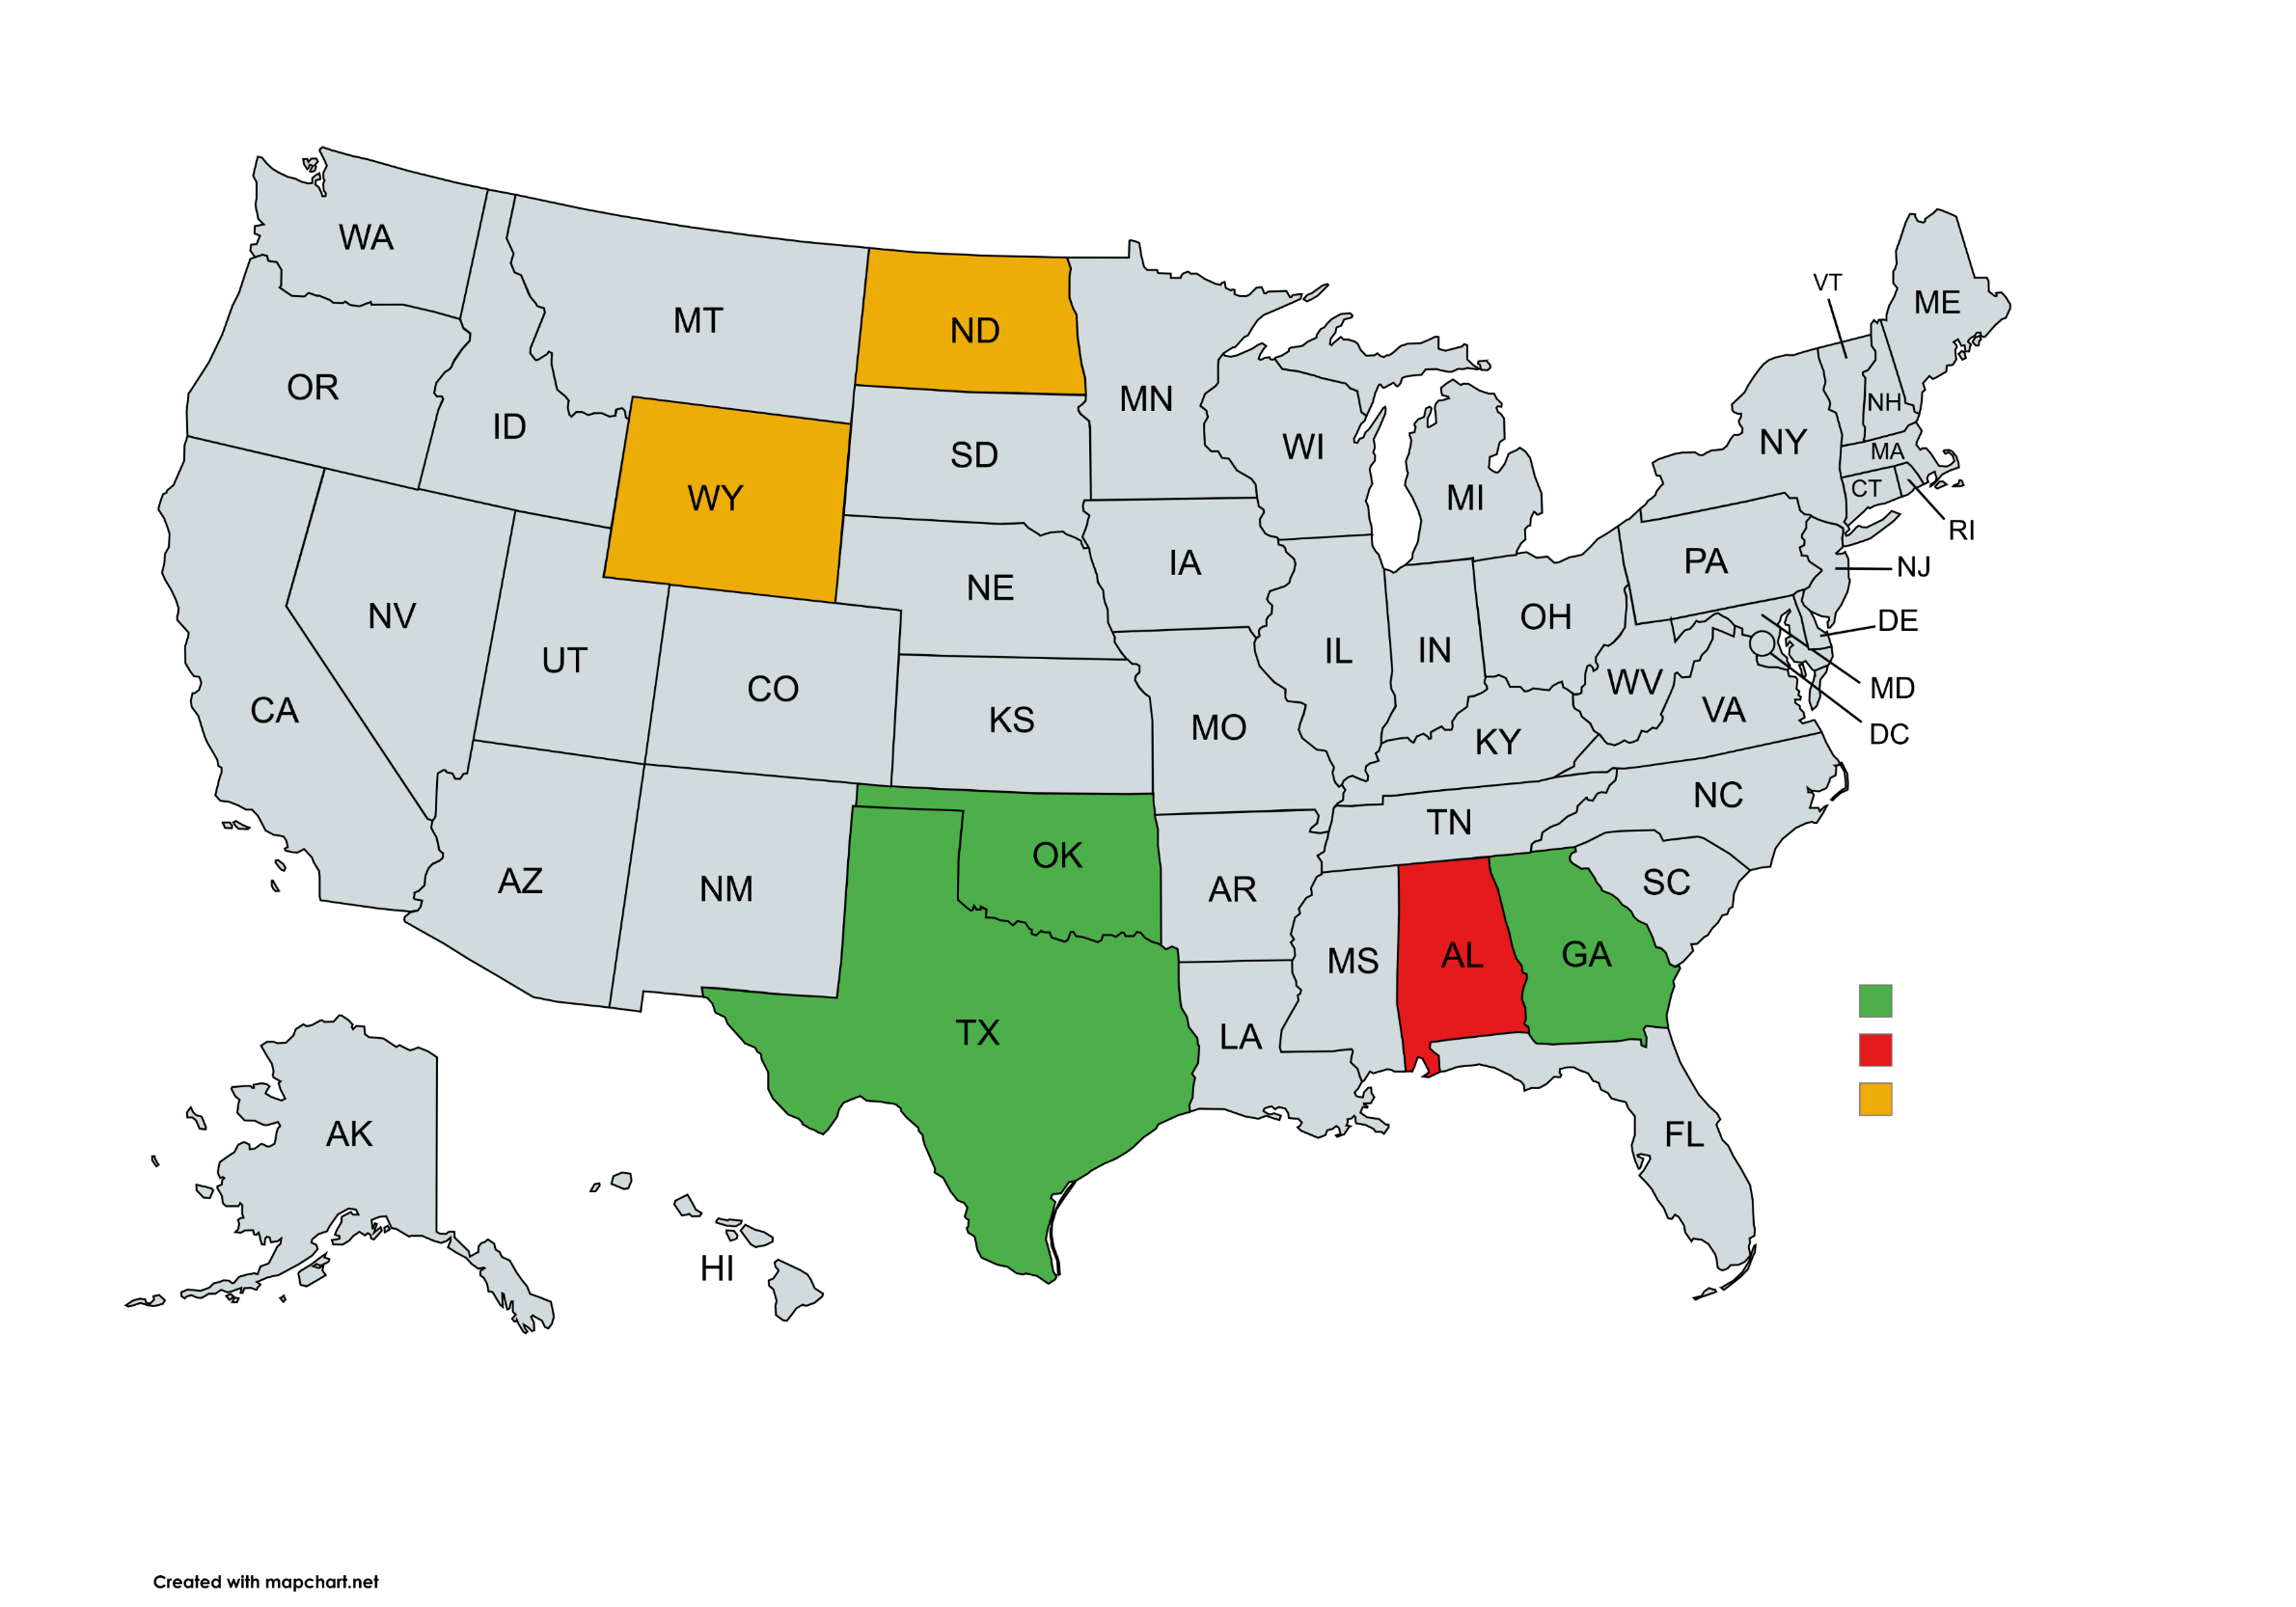 WA
MT
ND
MN
VT
ME
OR
ID
WY
SD
WI
MI
NY
NH
MA
CT
RI
NV
UT
CO
NE
IA
IL
IN
OH
PA
NJ
DE
CA
KS
MO
KY
WV
VA
MD
DC
AZ
NM
OK
AR
TN
NC
SC
TX
LA
MS
AL
GA
FL
AK
HI
Created with mapchart.net